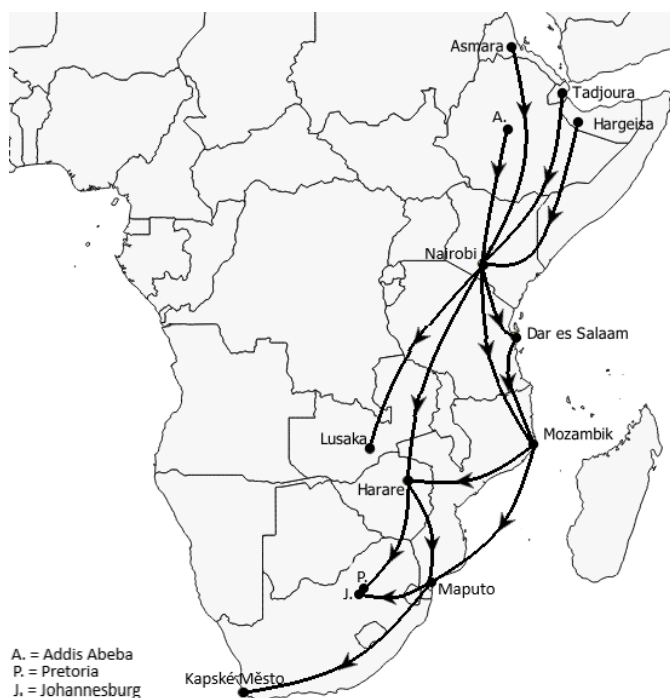 Asmara
Tadjoura
A.
Hargeisa
Nairobi
Dar es Salaam
Lusaka
Mozambik
Harare
P.
J.
Maputo
Kapské Město
A. = Addis Abeba
P. = Pretoria
J. = Johannesburg